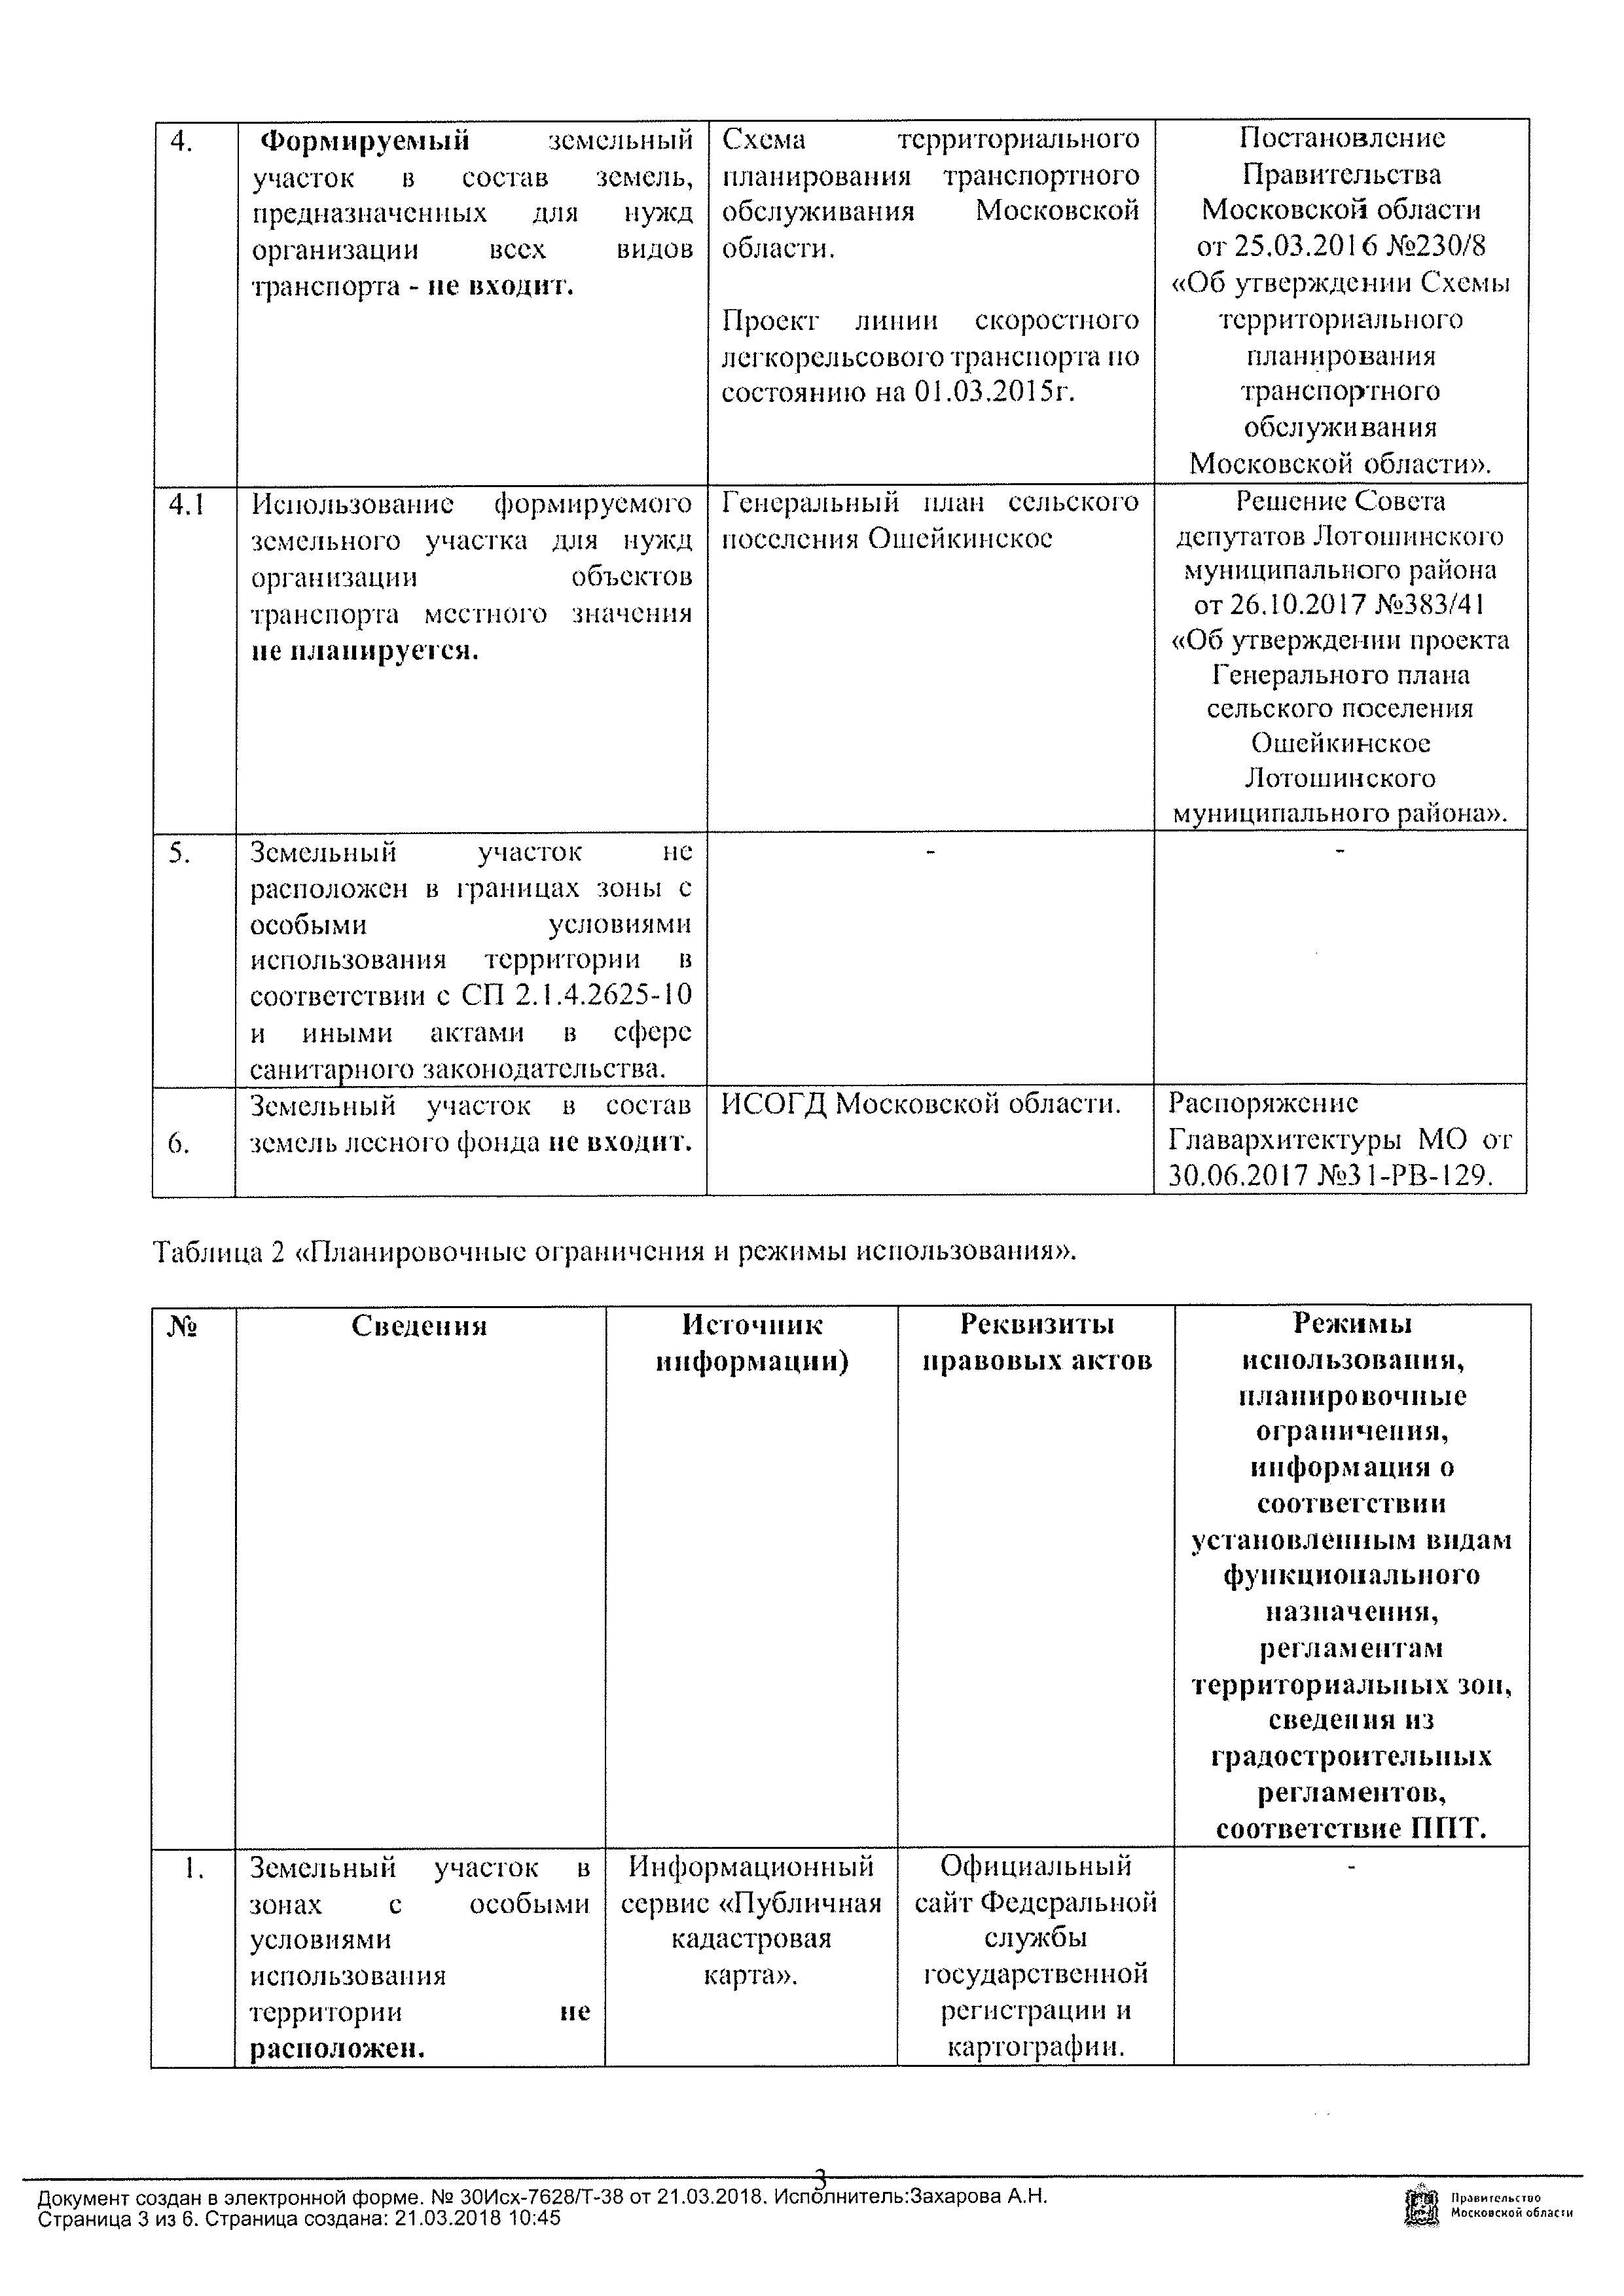 4.
Формируемый земельный
участок в состав земель,
предназначенных для нужд
организации всех видов
транспорта - не входит.
Схема территориального
планирования транспортного
обслуживания Московской
области.
Проект линии скоростного
легкорельсового транспорта по
состоянию на 01.03.2015г.
Постановление
Правительства
Московской области
от 25.03.2016 №230/8
«Об утверждении Схемы
территориального
планирования
транспортного
обслуживания
Московской области».
4.1
Использование формируемого
земельного участка для нужд
организации объектов
транспорта местного значения
не планируется.
Генеральный план сельского
поселения Ошейкинское
Решение Совета
депутатов Лотошинского
муниципального района
от 26.10.2017 №383/41
«Об утверждении проекта
Генерального плана
сельского поселения
Ошейкинское
Лотошинского
муниципального района».
5.
Земельный участок не
расположен в границах зоны с
особыми условиями
использования территории в
соответствии с СП 2.1.4.2625-10
и иными актами в сфере
санитарного законодательства.
-
-
6.
Земельный участок в состав
земель лесного фонда не входит.
ИСОГД Московской области.
Распоряжение
Главархитектуры МО от
30.06.2017 №31-РВ-129.
Таблица 2 «Планировочные ограничения и режимы использования».
№
Сведения
Источник
информации)
Реквизиты
правовых актов
Режимы
использования,
планировочные
ограничения,
информация о
соответствии
установленным видам
функционального
назначения,
регламентам
территориальных зон,
сведения из
градостроительных
регламентов,
соответствие ППТ.
1.
Земельный участок в
зонах с особыми
условиями
использования
территории не
расположен.
Информационный
сервис «Публичная
кадастровая
карта».
Официальный
сайт Федеральной
службы
государственной
регистрации и
картографии.
-
3
Документ создан в электронной форме. № 30Исх-7628/Т-38 от 21.03.2018. Исполнитель:Захарова А.Н.
Страница 3 из 6. Страница создана: 21.03.2018 10:45
Правительство
Московской области